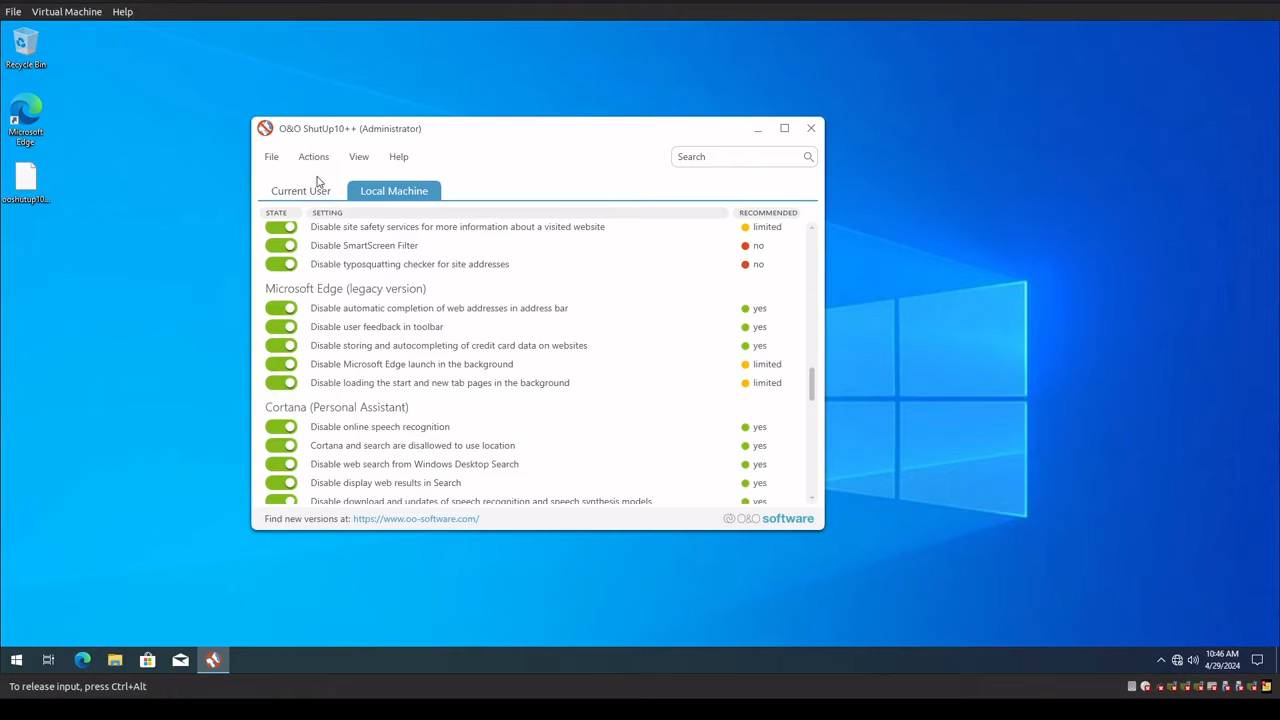 File Virtual Machine Help
Recycle Bin
Microsoft
Edge
ooshutup10...
O&O ShutUp10++ (Administrator)
File Actions View Help
Search
Current User Local Machine
STATE SETTING RECOMMENDED
Disable site safety services for more information about a visited website limited
Disable SmartScreen Filter no
Disable typosquatting checker for site addresses no
Microsoft Edge (legacy version)
Disable automatic completion of web addresses in address bar yes
Disable user feedback in toolbar yes
Disable storing and autocompleting of credit card data on websites yes
Disable Microsoft Edge launch in the background limited
Disable loading the start and new tab pages in the background limited
Cortana (Personal Assistant)
Disable online speech recognition yes
Cortana and search are disallowed to use location yes
Disable web search from Windows Desktop Search yes
Disable display web results in Search yes
Disable download and updates of speech recognition and speech synthesis models yes
Find new versions at: https://www.oo-software.com/
O&O software
10:46 AM
4/29/2024
To release input, press Ctrl+Alt